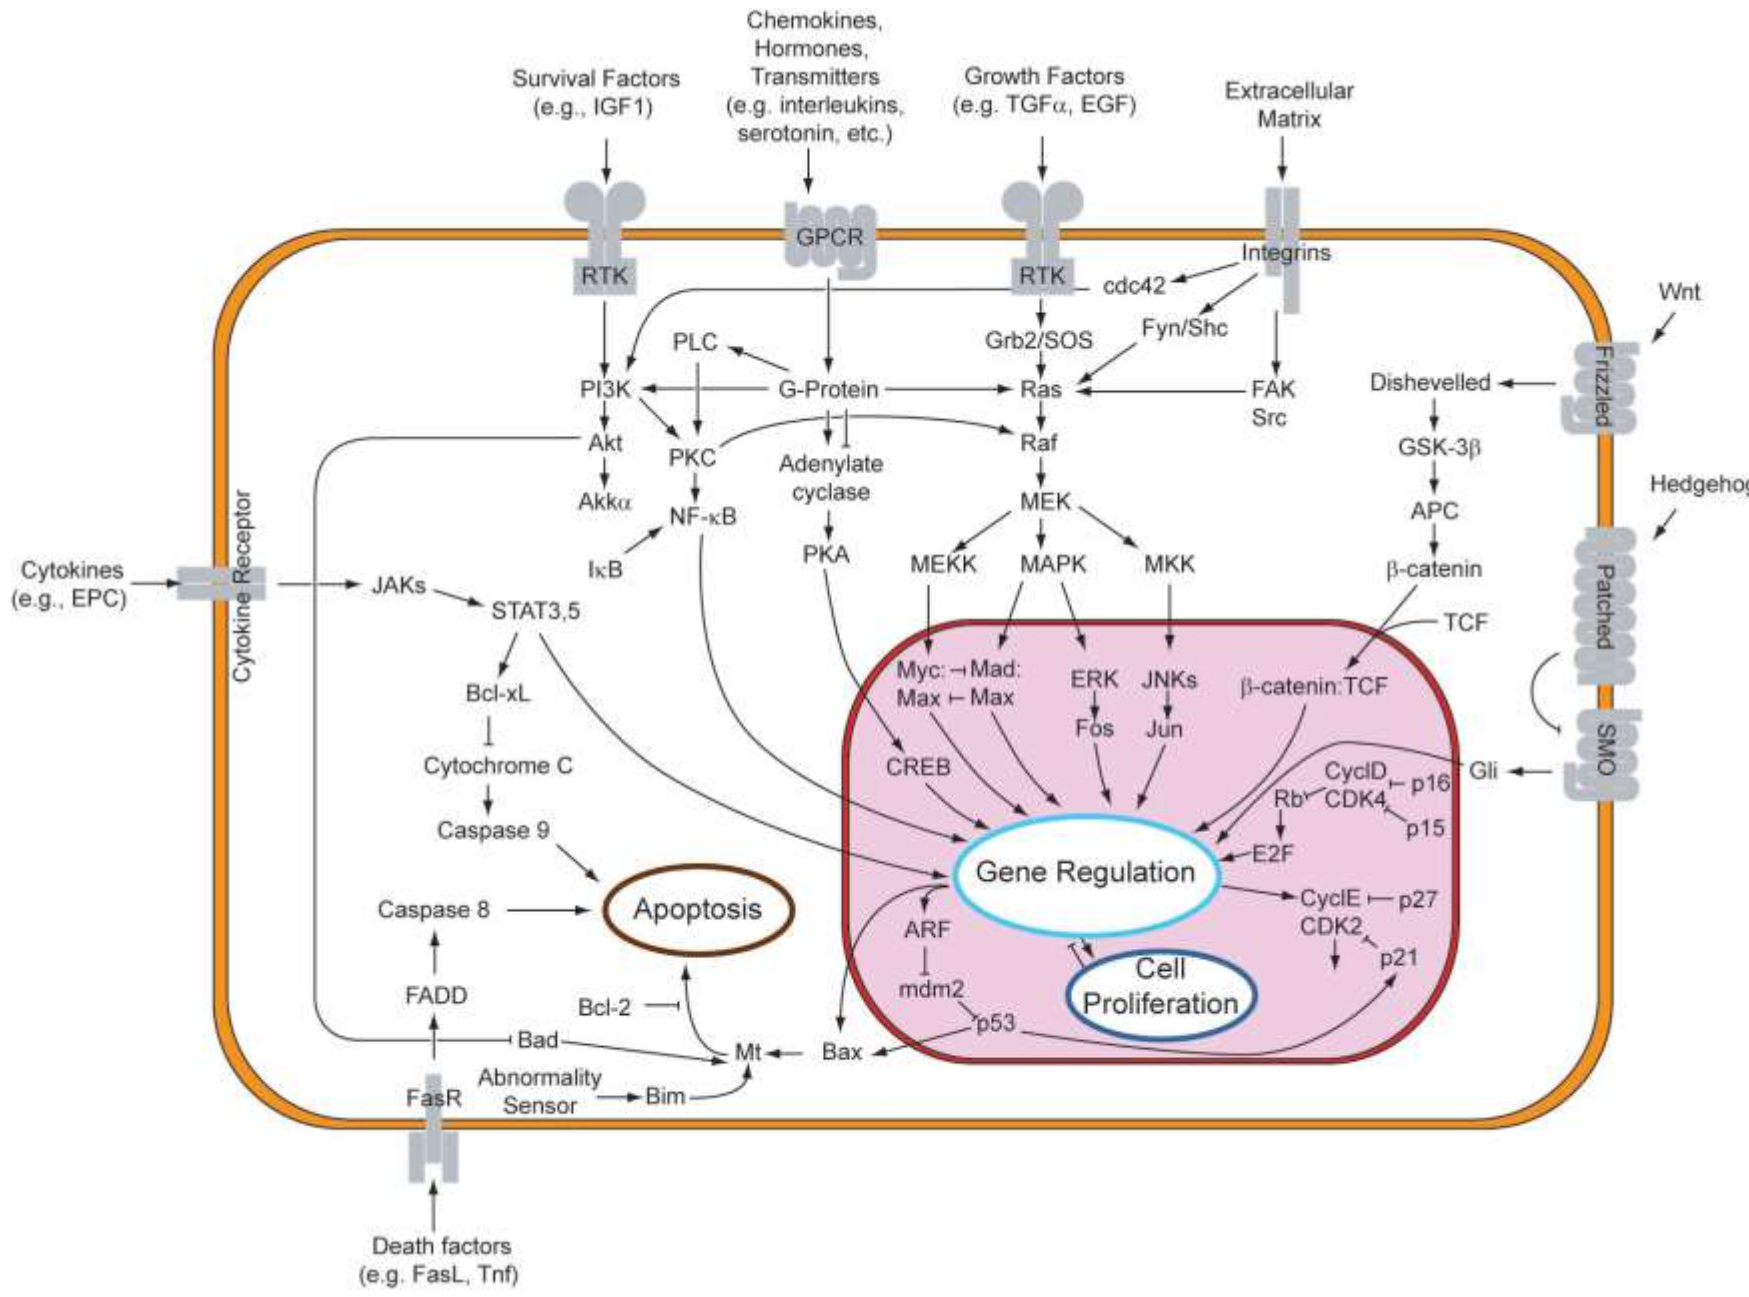 Chemokines,
Hormones,
Transmitters
(e.g. interleukins,
serotonin, etc.)
Survival Factors
(e.g., IGF1)
Growth Factors
(e.g. TGFα, EGF)
Extracellular
Matrix
RTK
GPCR
RTK
Integrins
cdc42
Wnt
Fyn/Shc
Grb2/SOS
PLC
Frizzled
Dishevelled
PI3K
G-Protein
Ras
FAK
Src
Akt
PKC
Raf
Adenylate
cyclase
GSK-3β
Hedgehog
Akkα
NF-κB
MEK
APC
PKA
IκB
MEKK
MAPK
MKK
β-catenin
Patched
Cytokines
(e.g., EPC)
Cytokine Receptor
JAKs
STAT3,5
TCF
Bcl-xL
Myc:
Max
Mad:
Max
ERK
JNKs
β-catenin:TCF
Fos
Jun
SMO
Cytochrome C
CREB
CyclD
CDK4
p16
Gli
Rb
p15
Caspase 9
E2F
Gene Regulation
Caspase 8
Apoptosis
CyclE
CDK2
p27
ARF
p21
FADD
Bcl-2
mdm2
Cell
Proliferation
p53
Bad
Mt
Bax
Abnormality
Sensor
Bim
FasR
Death factors
(e.g. FasL, Tnf)